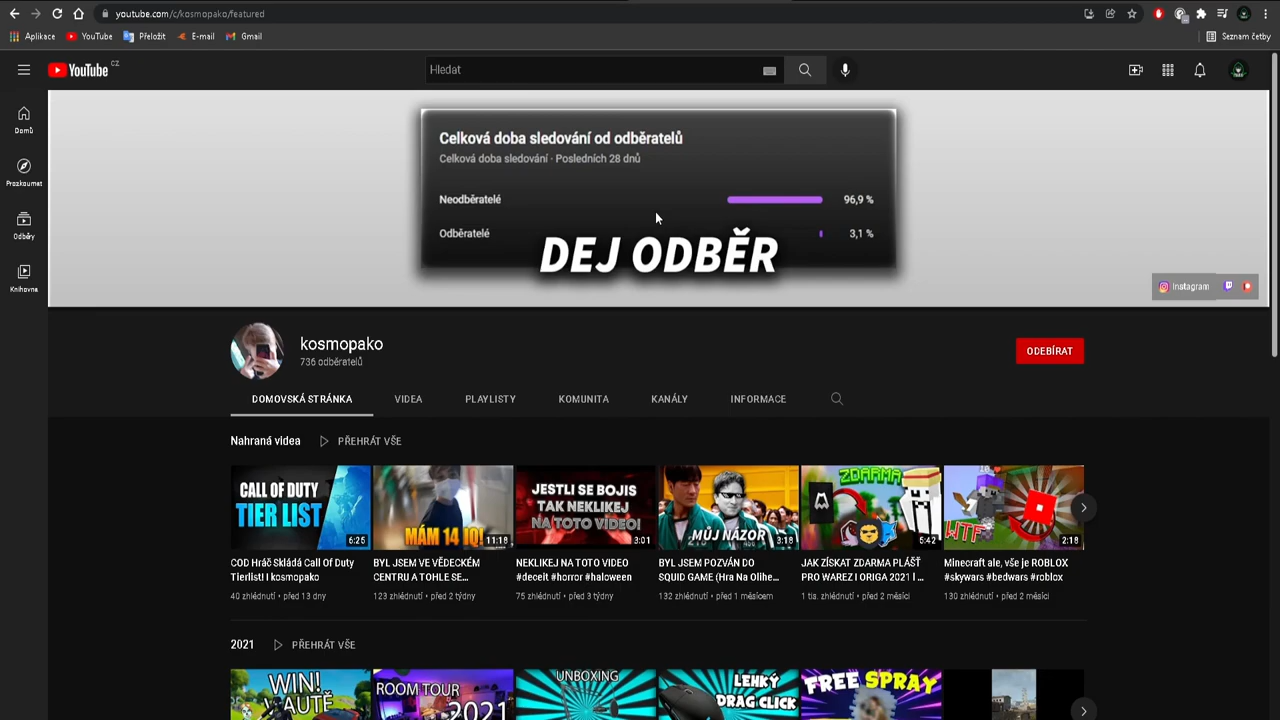 youtube.com/c/kosmopako/featured
Aplikace
YouTube
Přeložit
E-mail
Gmail
Seznam četby
YouTube CZ
Hledat
Domů
Prozkoumat
Odběry
Knihovna
Celková doba sledování od odběratelů
Celková doba sledování · Posledních 28 dnů
Neodběratelé 96,9 %
Odběratelé 3,1 %
DEJ ODBĚR
Instagram
kosmopako
736 odběratelů
ODEBÍRAT
DOMOVSKÁ STRÁNKA VIDEA PLAYLISTY KOMUNITA KANÁLY INFORMACE
Nahraná videa PŘEHRÁT VŠE
CALL OF DUTY
TIER LIST
6:25
COD Hráč Skládá Call Of Duty
Tierlist! I kosmopako
40 zhlédnutí • před 13 dny
MÁM 14 IQ!
11:18
BYL JSEM VE VĚDECKÉM
CENTRU A TOHLE SE...
123 zhlédnutí • před 2 týdny
JESTLI SE BOJIS
TAK NEKLIKEJ
NA TOTO VIDEO!
3:01
NEKLIKEJ NA TOTO VIDEO
#deceit #horror #haloween
75 zhlédnutí • před 3 týdny
MŮJ NÁZOR
3:18
BYL JSEM POZVÁN DO
SQUID GAME (Hra Na Olihe...
132 zhlédnutí • před 1 měsícem
ZDARMA
5:42
JAK ZÍSKAT ZDARMA PLÁŠŤ
PRO WAREZ I ORIGA 2021 l ...
1 tis. zhlédnutí • před 2 měsíci
WTF
2:18
Minecraft ale, vše je ROBLOX
#skywars #bedwars #roblox
130 zhlédnutí • před 2 měsíci
2021 PŘEHRÁT VŠE
WIN!
V AUTĚ
ROOM TOUR
2021
UNBOXING
LEHKÝ
DRAG CLICK
FREE SPRAY